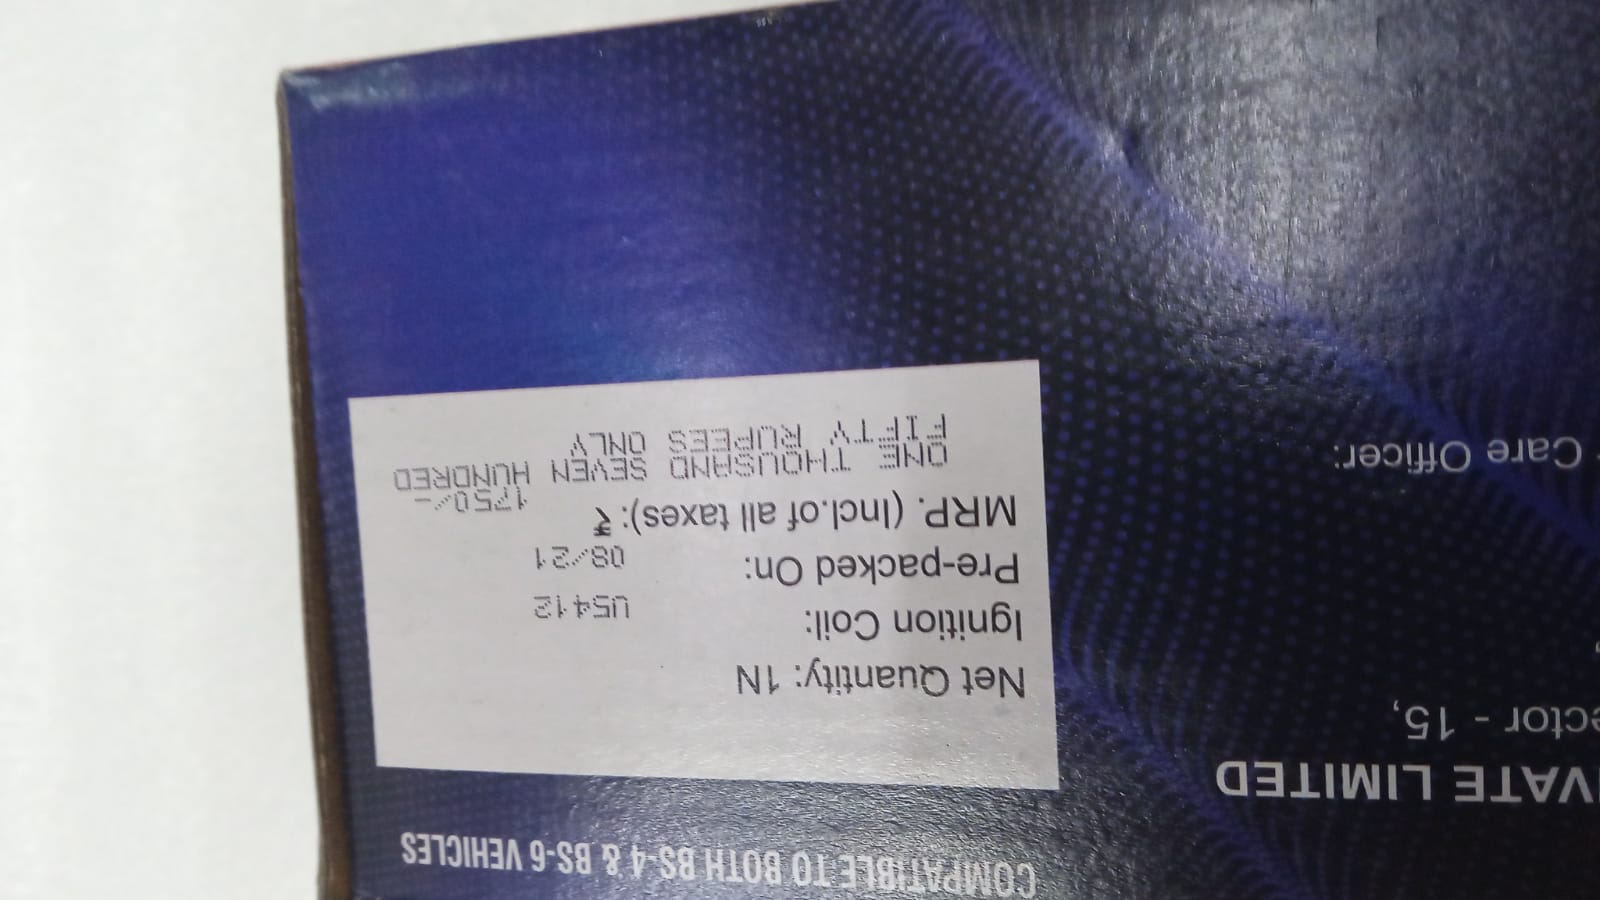 COMPATIBLE TO BOTH BS-4 & BS-6 VEHICLES
VATE LIMITED
ector - 15,
Care Officer:
Net Quantity: 1N
Ignition Coil: U5412
Pre-packed On: 08/21
MRP. (Incl.of all taxes): ₹ 1750/-
ONE THOUSAND SEVEN HUNDRED
FIFTY RUPEES ONLY